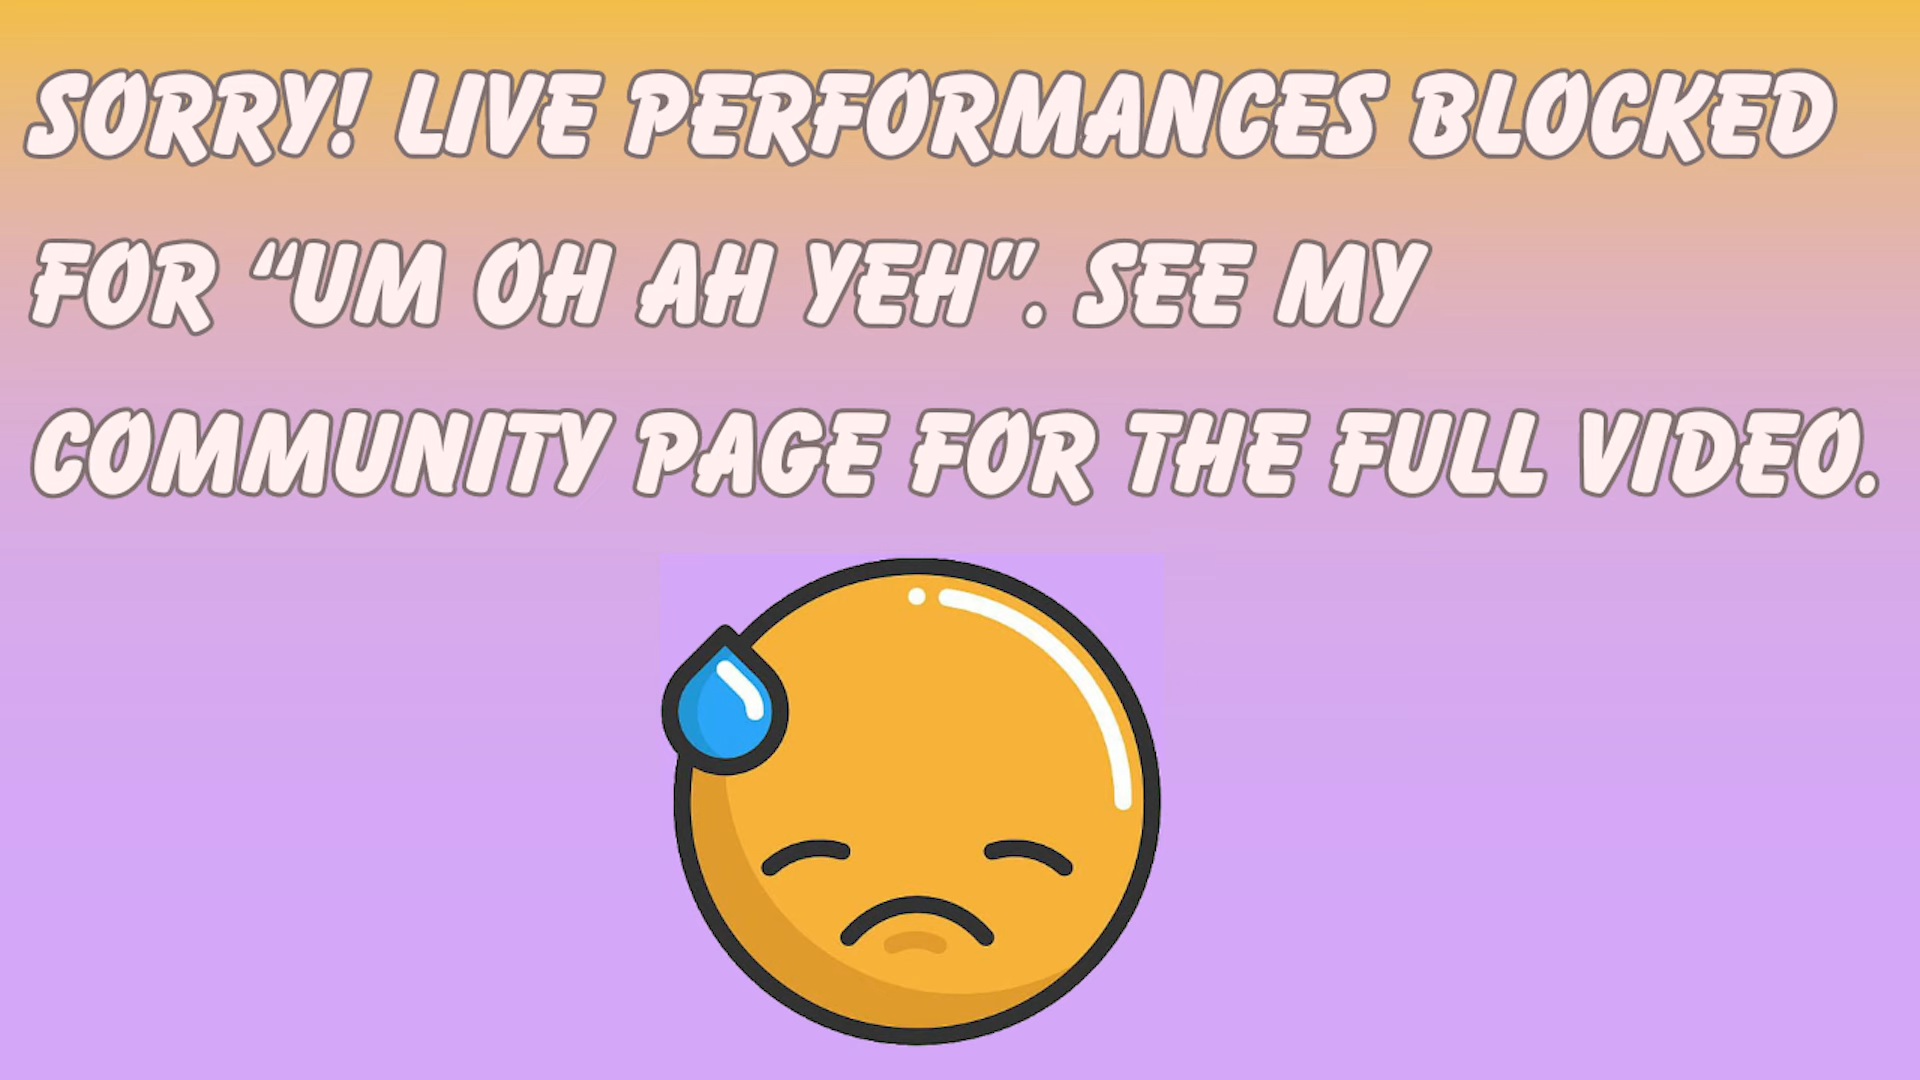 SORRY! LIVE PERFORMANCES BLOCKED
FOR “UM OH AH YEH”. SEE MY
COMMUNITY PAGE FOR THE FULL VIDEO.